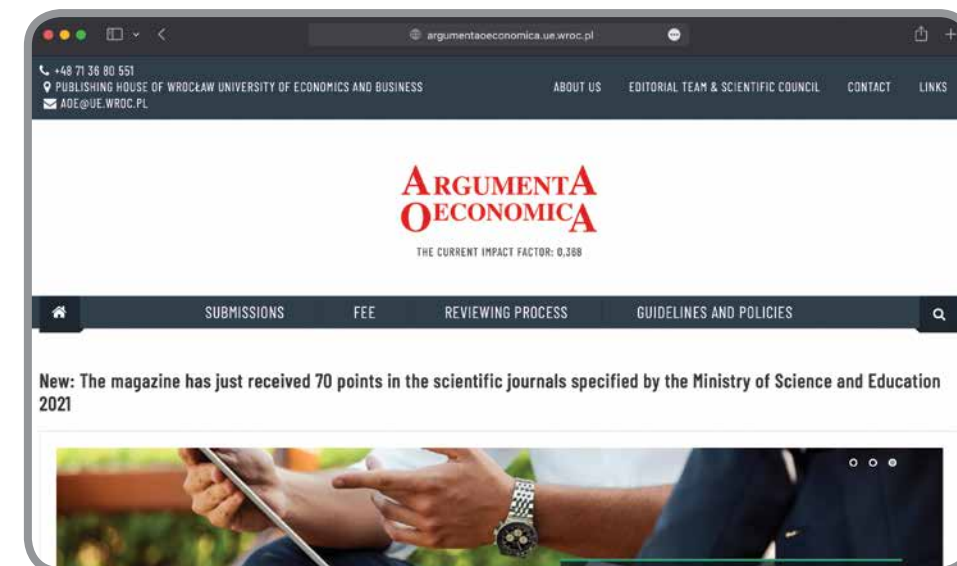 argumentaoeconomica.ue.wroc.pl
+48 71 36 80 551
PUBLISHING HOUSE OF WROCŁAW UNIVERSITY OF ECONOMICS AND BUSINESS
AOE@UE.WROC.PL
ABOUT US EDITORIAL TEAM & SCIENTIFIC COUNCIL CONTACT LINKS
ARGUMENTA
OECONOMICA
THE CURRENT IMPACT FACTOR: 0,368
SUBMISSIONS FEE REVIEWING PROCESS GUIDELINES AND POLICIES
New: The magazine has just received 70 points in the scientific journals specified by the Ministry of Science and Education
2021